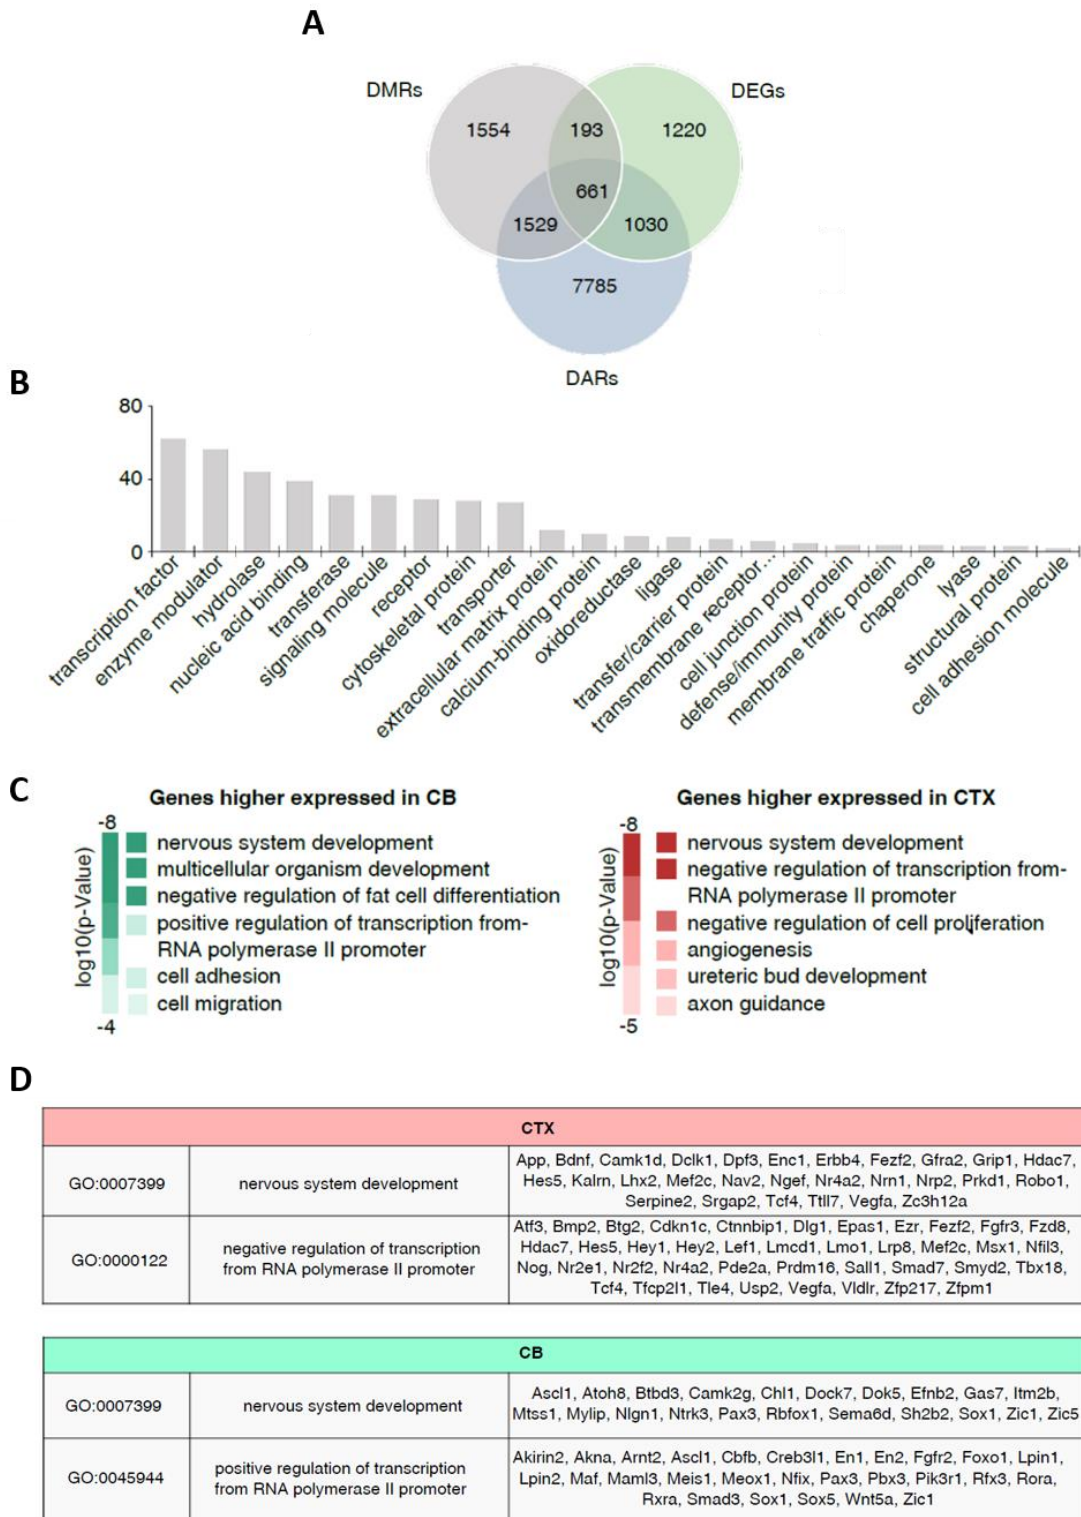 A
DMRs
DEGs
1554
193
1220
661
1529
1030
7785
DARs
B
80
40
0
transcription factor
enzyme modulator
hydrolase
nucleic acid binding
transferase
signaling molecule
receptor
cytoskeletal protein
transporter
extracellular matrix protein
calcium-binding protein
oxidoreductase
ligase
transfer/carrier protein
transmembrane receptor...
cell junction protein
defense/immunity protein
membrane traffic protein
chaperone
lyase
structural protein
cell adhesion molecule
C
Genes higher expressed in CB
-8
log10(p-Value)
-4
nervous system development
multicellular organism development
negative regulation of fat cell differentiation
positive regulation of transcription from-
RNA polymerase II promoter
cell adhesion
cell migration
Genes higher expressed in CTX
-8
log10(p-Value)
-5
nervous system development
negative regulation of transcription from-
RNA polymerase II promoter
negative regulation of cell proliferation
angiogenesis
ureteric bud development
axon guidance
D
CTX
GO:0007399
nervous system development
App, Bdnf, Camk1d, Dclk1, Dpf3, Enc1, Erbb4, Fezf2, Gfra2, Grip1, Hdac7,
Hes5, Kalrn, Lhx2, Mef2c, Nav2, Ngef, Nr4a2, Nrn1, Nrp2, Prkd1, Robo1,
Serpine2, Srgap2, Tcf4, Ttll7, Vegfa, Zc3h12a
GO:0000122
negative regulation of transcription
from RNA polymerase II promoter
Atf3, Bmp2, Btg2, Cdkn1c, Ctnnbip1, Dlg1, Epas1, Ezr, Fezf2, Fgfr3, Fzd8,
Hdac7, Hes5, Hey1, Hey2, Lef1, Lmcd1, Lmo1, Lrp8, Mef2c, Msx1, Nfil3,
Nog, Nr2e1, Nr2f2, Nr4a2, Pde2a, Prdm16, Sall1, Smad7, Smyd2, Tbx18,
Tcf4, Tfcp2l1, Tle4, Usp2, Vegfa, Vldlr, Zfp217, Zfpm1
CB
GO:0007399
nervous system development
Ascl1, Atoh8, Btbd3, Camk2g, Chl1, Dock7, Dok5, Efnb2, Gas7, Itm2b,
Mtss1, Mylip, Nlgn1, Ntrk3, Pax3, Rbfox1, Sema6d, Sh2b2, Sox1, Zic1, Zic5
GO:0045944
positive regulation of transcription
from RNA polymerase II promoter
Akirin2, Akna, Arnt2, Ascl1, Cbfb, Creb3l1, En1, En2, Fgfr2, Foxo1, Lpin1,
Lpin2, Maf, Maml3, Meis1, Meox1, Nfix, Pax3, Pbx3, Pik3r1, Rfx3, Rora,
Rxra, Smad3, Sox1, Sox5, Wnt5a, Zic1